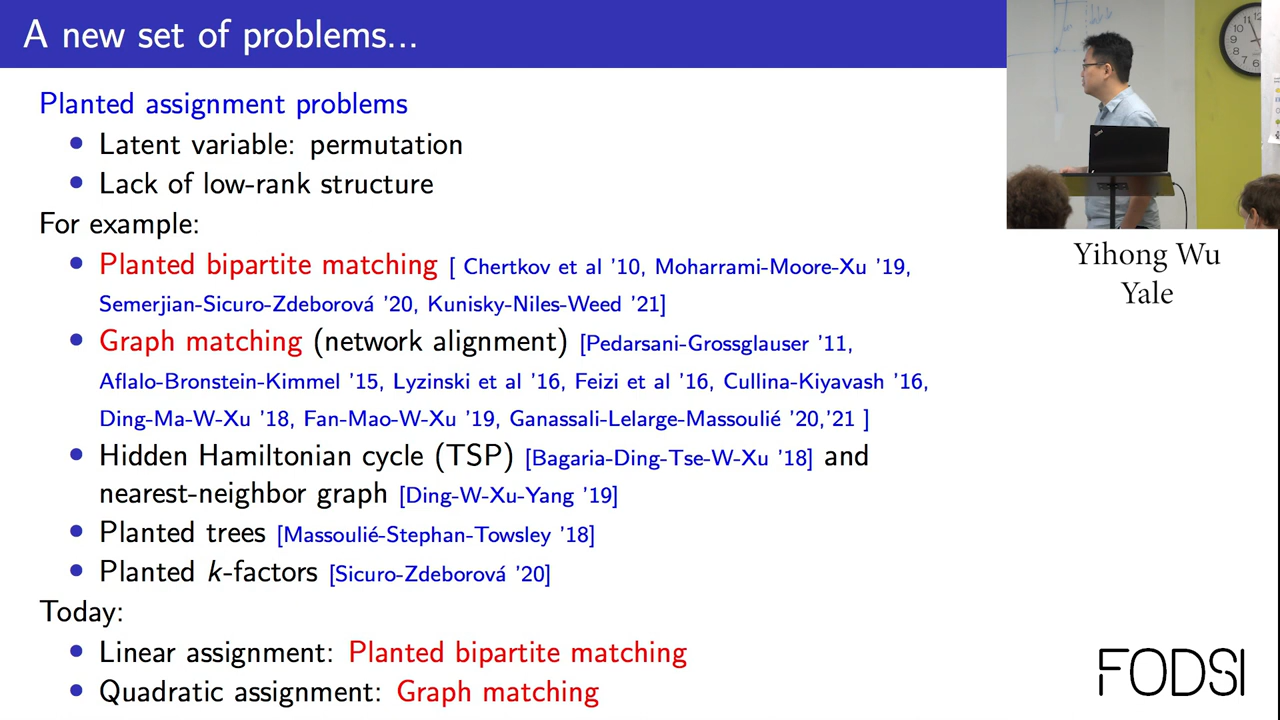 A new set of problems...
Planted assignment problems
• Latent variable: permutation
• Lack of low-rank structure
For example:
• Planted bipartite matching [ Chertkov et al '10, Moharrami-Moore-Xu '19,
Semerjian-Sicuro-Zdeborová '20, Kunisky-Niles-Weed '21]
• Graph matching (network alignment) [Pedarsani-Grossglauser '11,
Aflalo-Bronstein-Kimmel '15, Lyzinski et al '16, Feizi et al '16, Cullina-Kiyavash '16,
Ding-Ma-W-Xu '18, Fan-Mao-W-Xu '19, Ganassali-Lelarge-Massoulié '20,'21 ]
• Hidden Hamiltonian cycle (TSP) [Bagaria-Ding-Tse-W-Xu '18] and
nearest-neighbor graph [Ding-W-Xu-Yang '19]
• Planted trees [Massoulié-Stephan-Towsley '18]
• Planted k-factors [Sicuro-Zdeborová '20]
Today:
• Linear assignment: Planted bipartite matching
• Quadratic assignment: Graph matching
Yihong Wu
Yale
FODSI